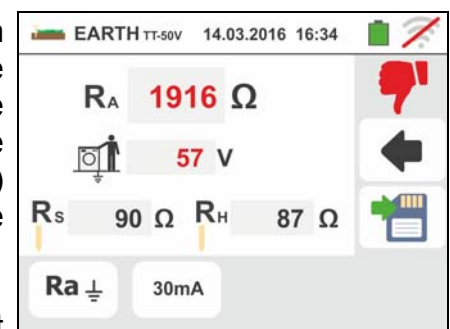 EARTH TT-50V 14.03.2016 16:34
RA 1916 Ω
57 V
RS 90 Ω RH 87 Ω
Ra 30mA